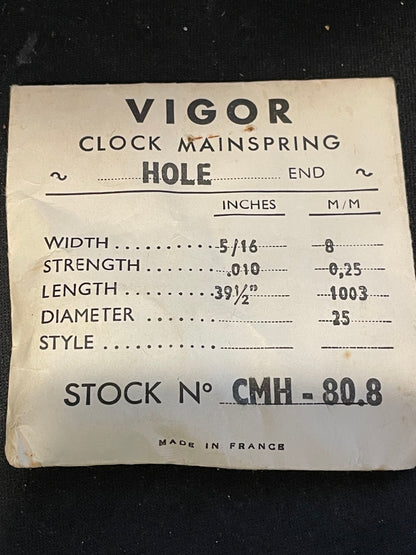 VIGOR
CLOCK MAINSPRING
~ HOLE END ~
INCHES M/M
WIDTH .......... 5/16 8
STRENGTH ....... .010 0,25
LENGTH ......... 39½" 1003
DIAMETER ....... 25
STYLE ...........
STOCK Nº CMH - 80.8
MADE IN FRANCE